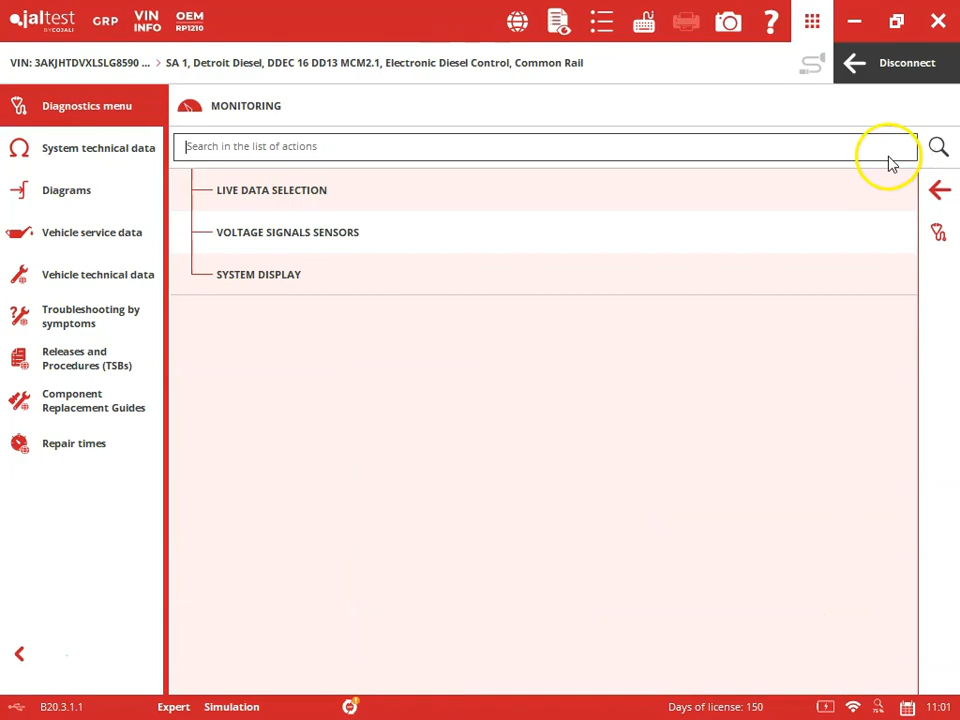 jaltest
BY COJALI
GRP
VIN
INFO
OEM
RP1210
VIN: 3AKJHTDVXLSLG8590 ... > SA 1, Detroit Diesel, DDEC 16 DD13 MCM2.1, Electronic Diesel Control, Common Rail
Disconnect
Diagnostics menu
System technical data
Diagrams
Vehicle service data
Vehicle technical data
Troubleshooting by
symptoms
Releases and
Procedures (TSBs)
Component
Replacement Guides
Repair times
MONITORING
Search in the list of actions
LIVE DATA SELECTION
VOLTAGE SIGNALS SENSORS
SYSTEM DISPLAY
B20.3.1.1
Expert
Simulation
Days of license: 150
75%
11:01